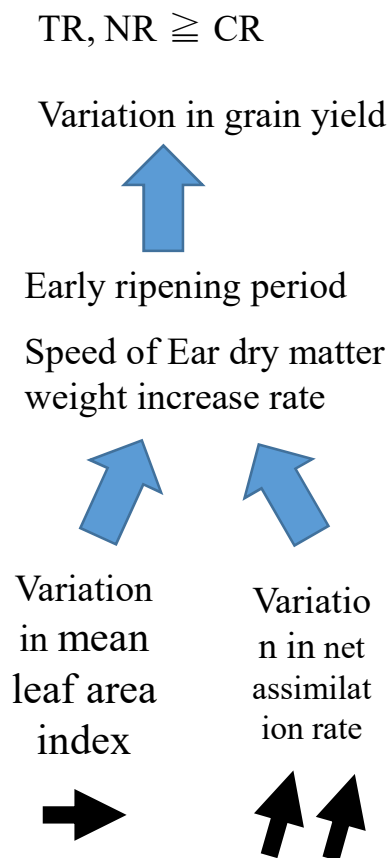 TR, NR ≧ CR
Variation in grain yield
Early ripening period
Speed of Ear dry matter
weight increase rate
Variation
in mean
leaf area
index
Variatio
n in net
assimilat
ion rate